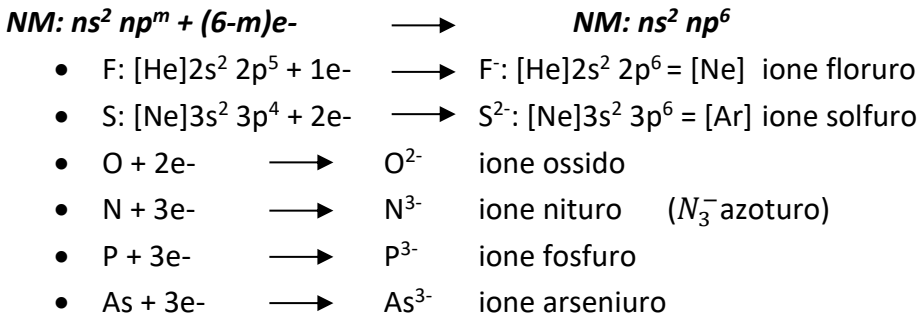 NM: ns² npᵐ + (6-m)e- ⟶ NM: ns² np⁶
• F: [He]2s² 2p⁵ + 1e- ⟶ F⁻: [He]2s² 2p⁶ = [Ne] ione floruro
• S: [Ne]3s² 3p⁴ + 2e- ⟶ S²⁻: [Ne]3s² 3p⁶ = [Ar] ione solfuro
• O + 2e- ⟶ O²⁻ ione ossido
• N + 3e- ⟶ N³⁻ ione nituro (N₃⁻ azoturo)
• P + 3e- ⟶ P³⁻ ione fosfuro
• As + 3e- ⟶ As³⁻ ione arseniuro